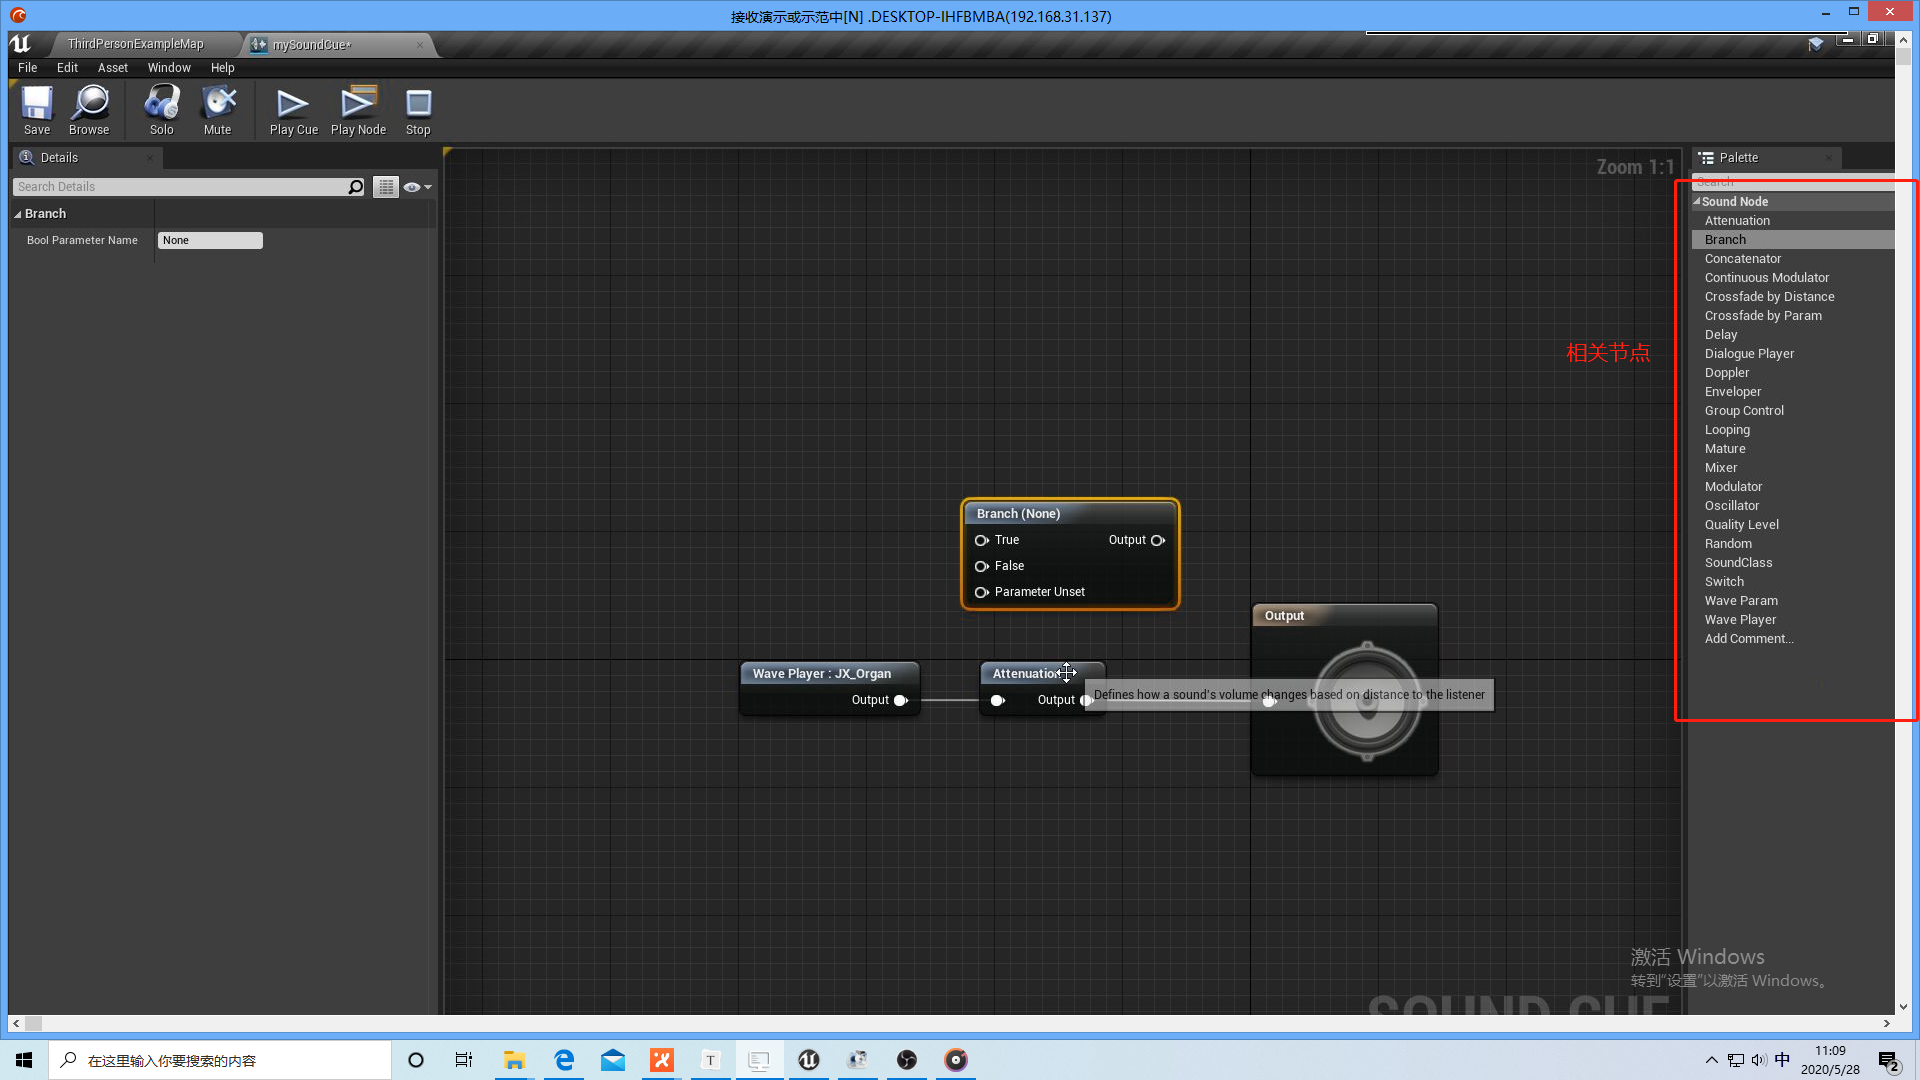 接收演示或示范中[N] .DESKTOP-IHFBMBA(192.168.31.137)
ThirdPersonExampleMap
mySoundCue*
File Edit Asset Window Help
Save Browse Solo Mute Play Cue Play Node Stop
Details
Search Details
Branch
Bool Parameter Name None
Zoom 1:1
Branch (None)
True Output
False
Parameter Unset
Wave Player : JX_Organ
Output
Attenuation
Output
Output
Defines how a sound's volume changes based on distance to the listener
相关节点
Palette
Search
Sound Node
Attenuation
Branch
Concatenator
Continuous Modulator
Crossfade by Distance
Crossfade by Param
Delay
Dialogue Player
Doppler
Enveloper
Group Control
Looping
Mature
Mixer
Modulator
Oscillator
Quality Level
Random
SoundClass
Switch
Wave Param
Wave Player
Add Comment...
激活 Windows
转到"设置"以激活 Windows。
SOUND CUE
在这里输入你要搜索的内容
T
中
11:09
2020/5/28
2